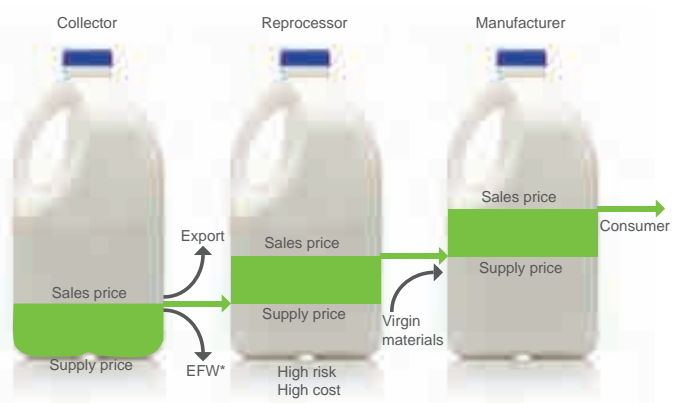 Collector
Reprocessor
Manufacturer
Sales price
Consumer
Export
Sales price
Supply price
Sales price
Supply price
Virgin
materials
Supply price
EFW*
High risk
High cost